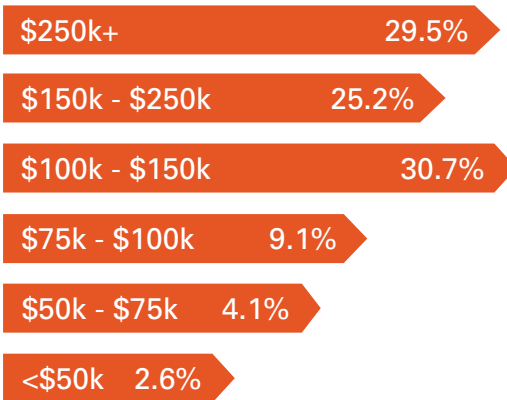 $250k+ 29.5%
$150k - $250k 25.2%
$100k - $150k 30.7%
$75k - $100k 9.1%
$50k - $75k 4.1%
<$50k 2.6%